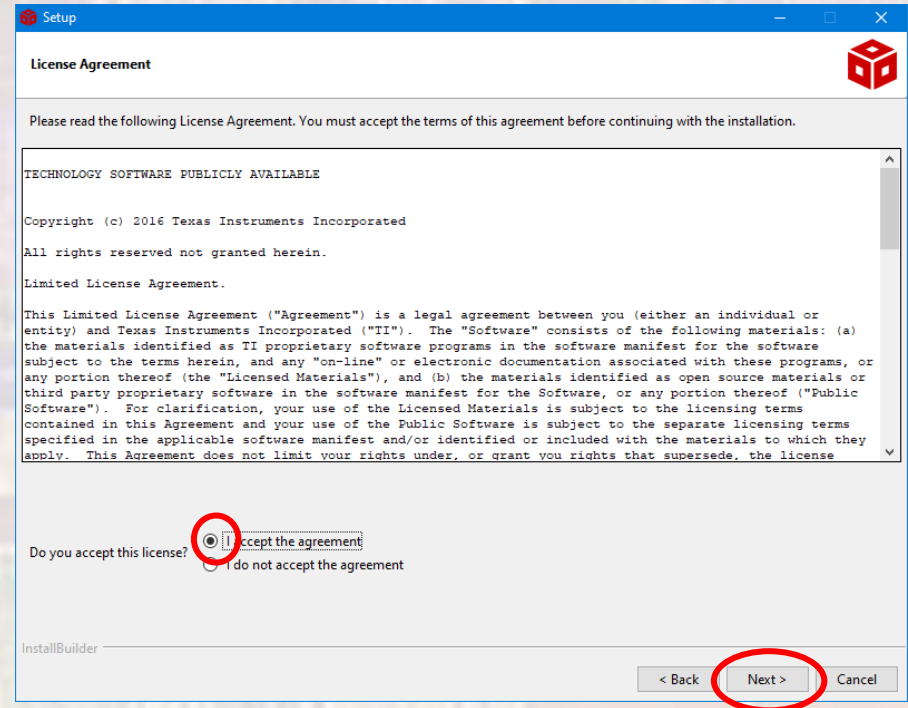 Setup
License Agreement
Please read the following License Agreement. You must accept the terms of this agreement before continuing with the installation.
TECHNOLOGY SOFTWARE PUBLICLY AVAILABLE
Copyright (c) 2016 Texas Instruments Incorporated
All rights reserved not granted herein.
Limited License Agreement.
This Limited License Agreement ("Agreement") is a legal agreement between you (either an individual or
entity) and Texas Instruments Incorporated ("TI").  The "Software" consists of the following materials: (a)
the materials identified as TI proprietary software programs in the software manifest for the software
subject to the terms herein, and any "on-line" or electronic documentation associated with these programs, or
any portion thereof (the "Licensed Materials"), and (b) the materials identified as open source materials or
third party proprietary software in the software manifest for the Software, or any portion thereof ("Public
Software").  For clarification, your use of the Licensed Materials is subject to the licensing terms
contained in this Agreement and your use of the Public Software is subject to the separate licensing terms
specified in the applicable software manifest and/or identified or included with the materials to which they
apply.  This Agreement does not limit your rights under, or grant you rights that supersede, the license
Do you accept this license?
I accept the agreement
I do not accept the agreement
InstallBuilder
< Back
Next >
Cancel